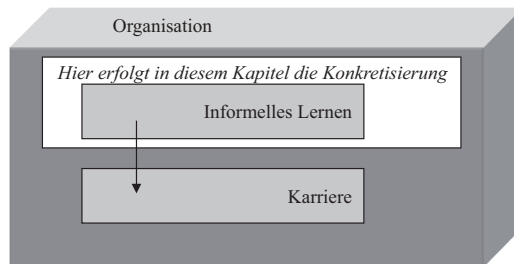 Organisation
Hier erfolgt in diesem Kapitel die Konkretisierung
Informelles Lernen
Karriere